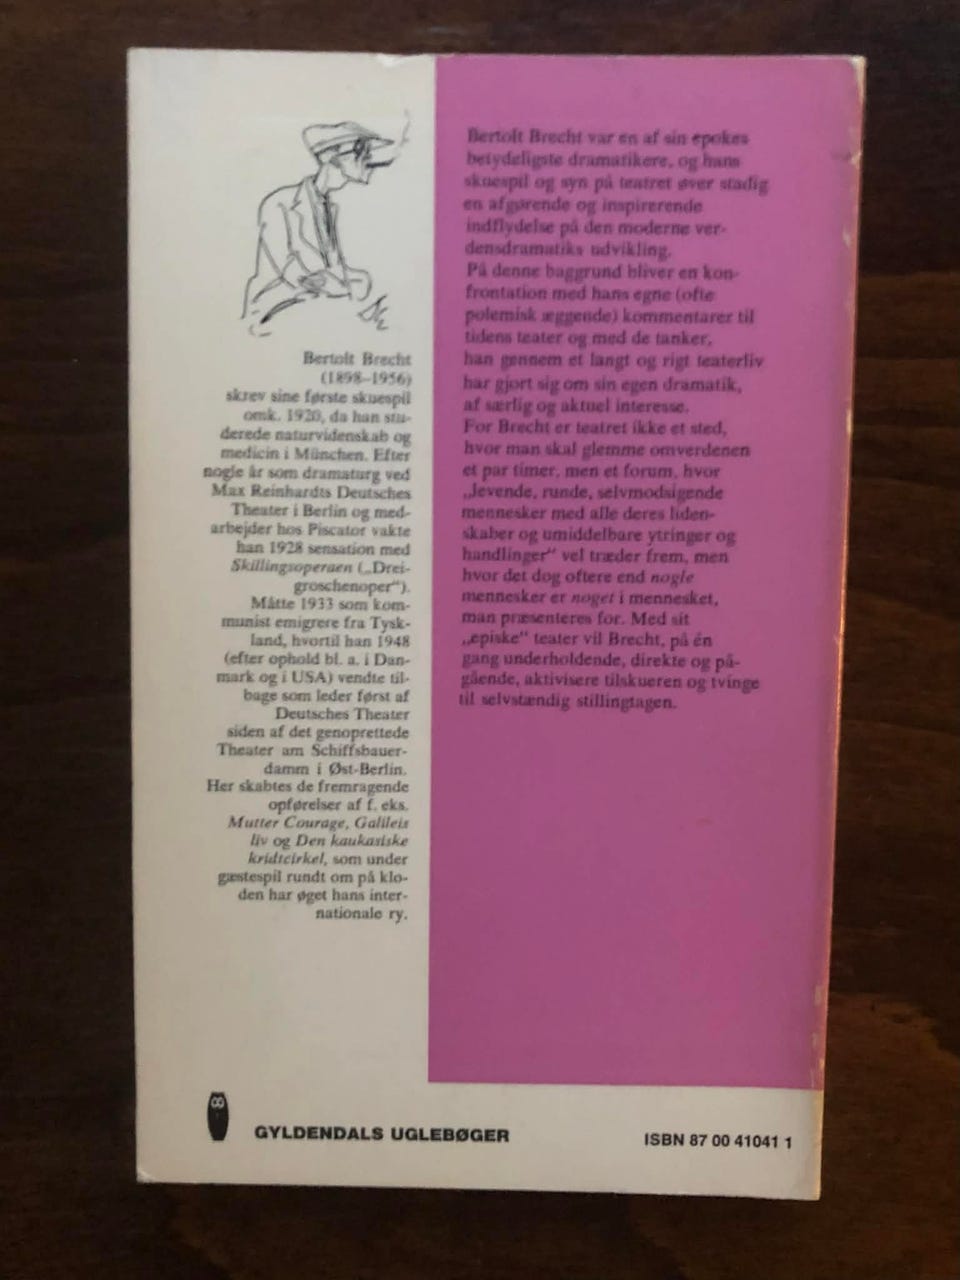 Bertolt Brecht
(1898–1956)
skrev sine første skuespil
omk. 1920, da han stu-
derede naturvidenskab og
medicin i München. Efter
nogle år som dramaturg ved
Max Reinhardts Deutsches
Theater i Berlin og med-
arbejder hos Piscator vakte
han 1928 sensation med
Skillingsoperaen („Drei-
groschenoper“).
Måtte 1933 som kom-
munist emigrere fra Tysk-
land, hvortil han 1948
(efter ophold bl. a. i Dan-
mark og i USA) vendte til-
bage som leder først af
Deutsches Theater
siden af det genoprettede
Theater am Schiffsbauer-
damm i Øst-Berlin.
Her skabtes de fremragende
opførelser af f. eks.
Mutter Courage, Galileis
liv og Den kaukasiske
kridtcirkel, som under
gæstespil rundt om på klo-
den har øget hans inter-
nationale ry.
Bertolt Brecht var en af sin epokes
betydeligste dramatikere, og hans
skuespil og syn på teatret øver stadig
en afgørende og inspirerende
indflydelse på den moderne ver-
densdramatiks udvikling.
På denne baggrund bliver en kon-
frontation med hans egne (ofte
polemisk æggende) kommentarer til
tidens teater og med de tanker,
han gennem et langt og rigt teaterliv
har gjort sig om sin egen dramatik,
af særlig og aktuel interesse.
For Brecht er teatret ikke et sted,
hvor man skal glemme omverdenen
et par timer, men et forum, hvor
„levende, runde, selvmodsigende
mennesker med alle deres liden-
skaber og umiddelbare ytringer og
handlinger“ vel træder frem, men
hvor det dog oftere end nogle
mennesker er noget i mennesket,
man præsenteres for. Med sit
„episke“ teater vil Brecht, på én
gang underholdende, direkte og på-
gående, aktivisere tilskueren og tvinge
til selvstændig stillingtagen.
GYLDENDALS UGLEBØGER
ISBN 87 00 41041 1